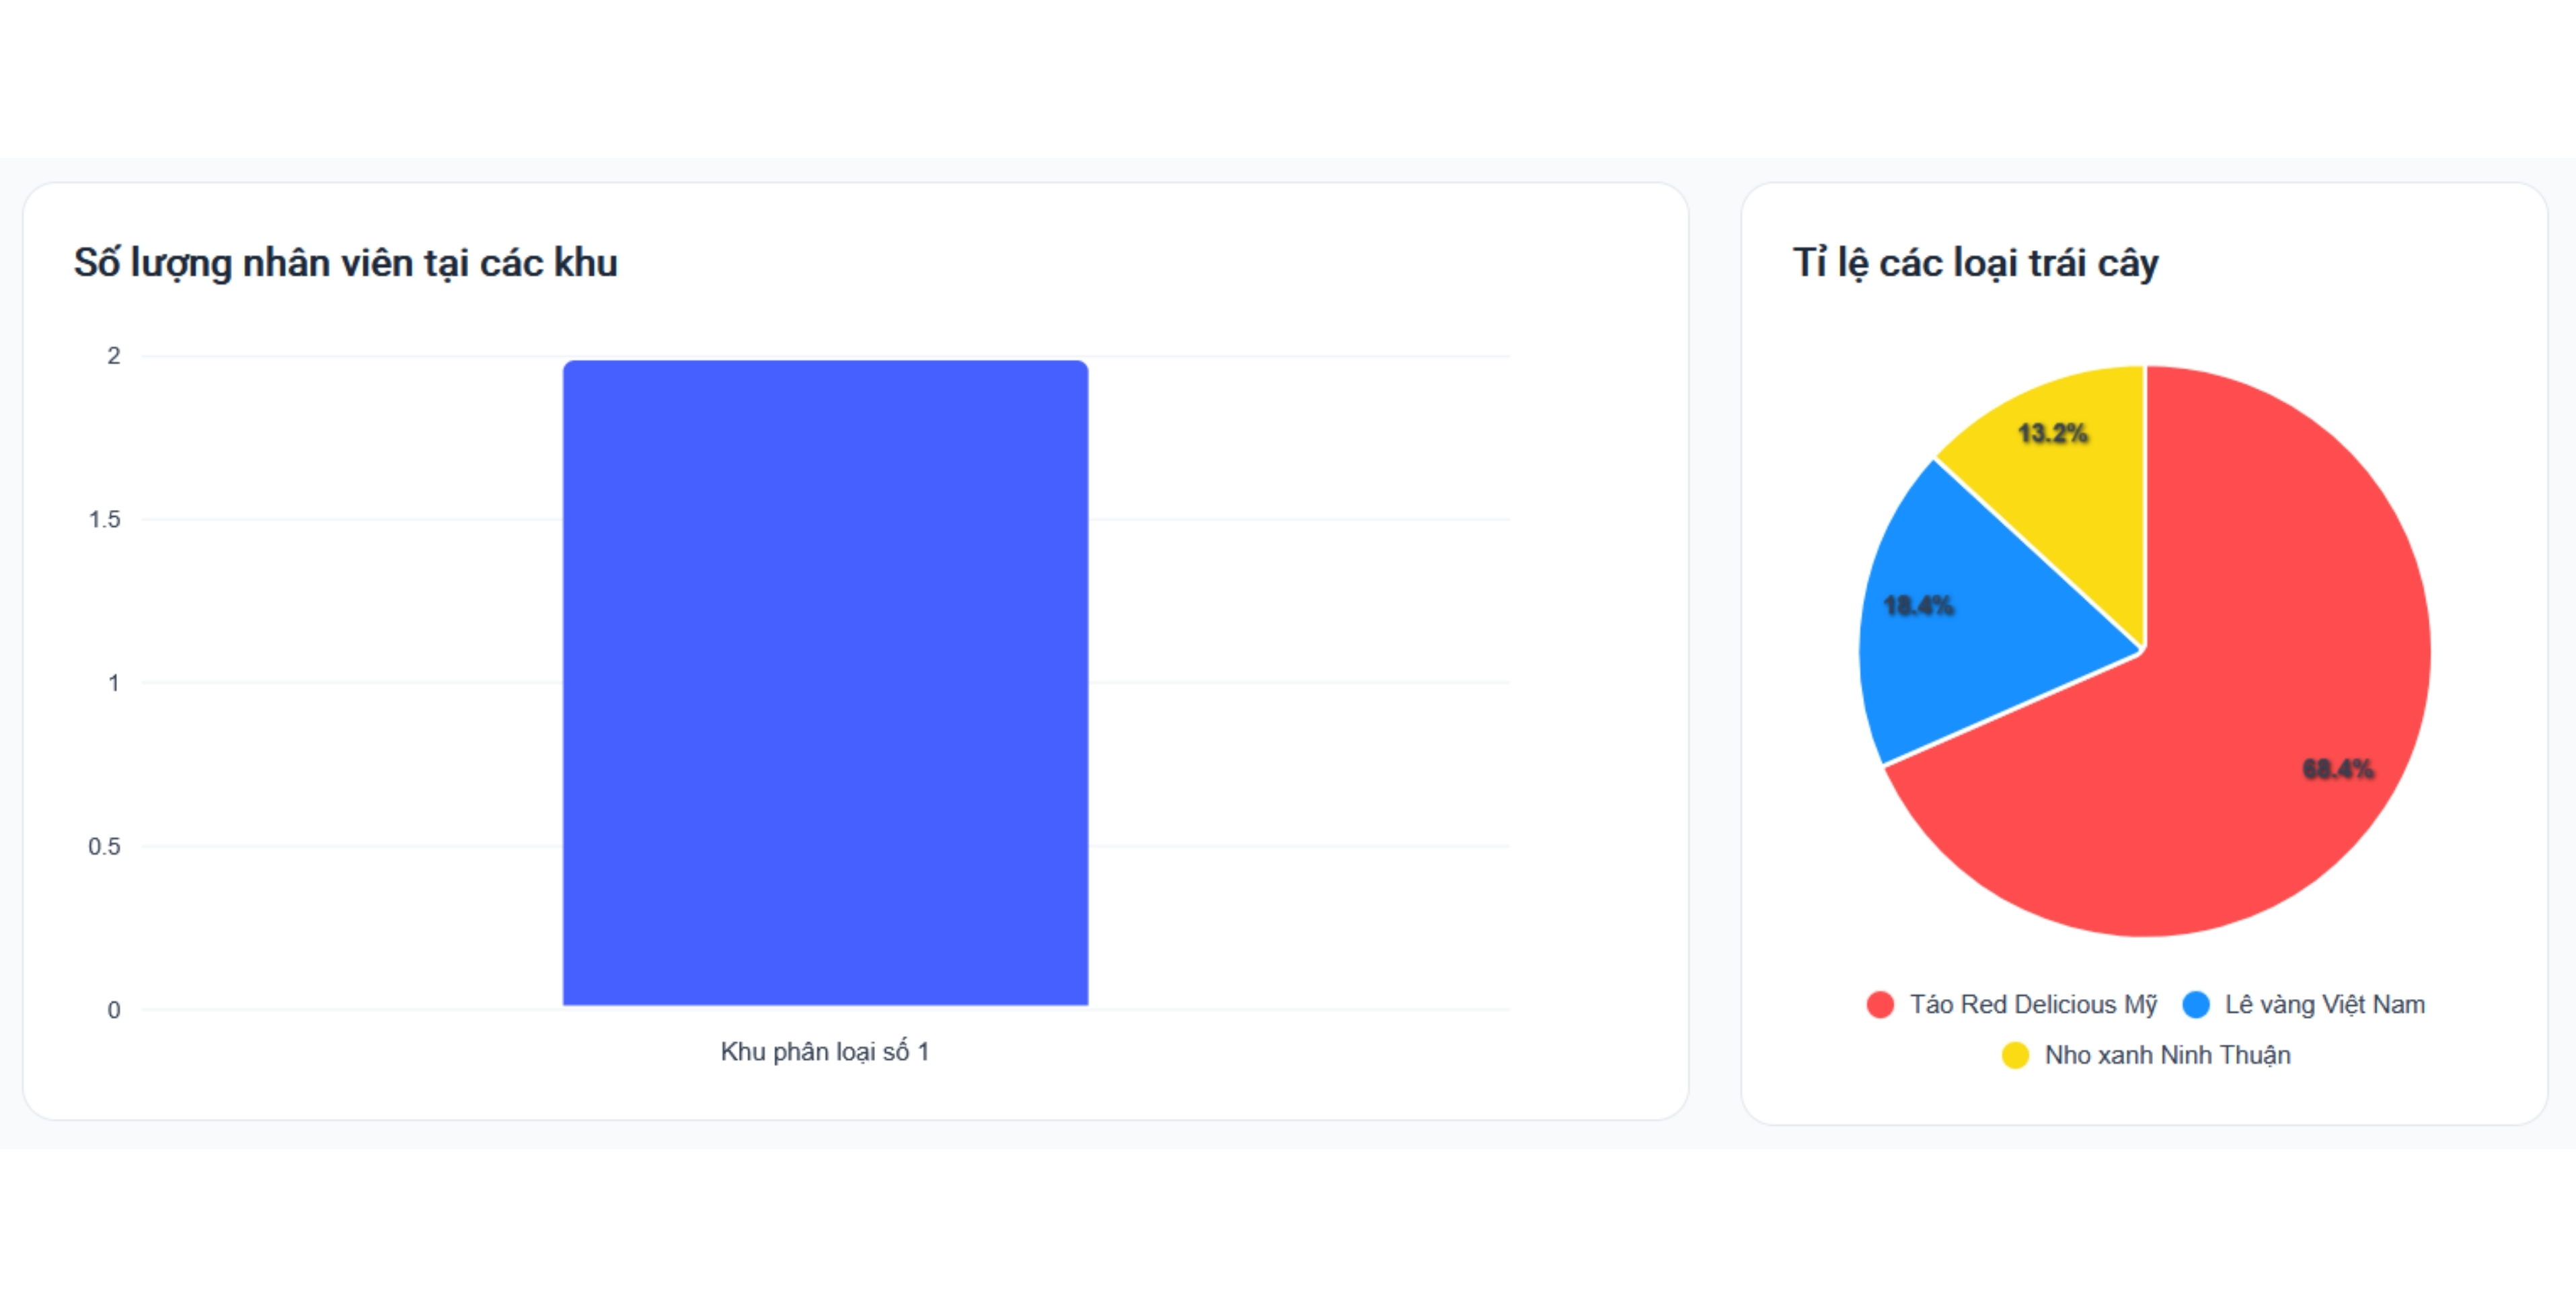 Số lượng nhân viên tại các khu
2
1.5
1
0.5
0
Khu phân loại số 1
Tỉ lệ các loại trái cây
13.2%
18.4%
68.4%
Táo Red Delicious Mỹ
Lê vàng Việt Nam
Nho xanh Ninh Thuận